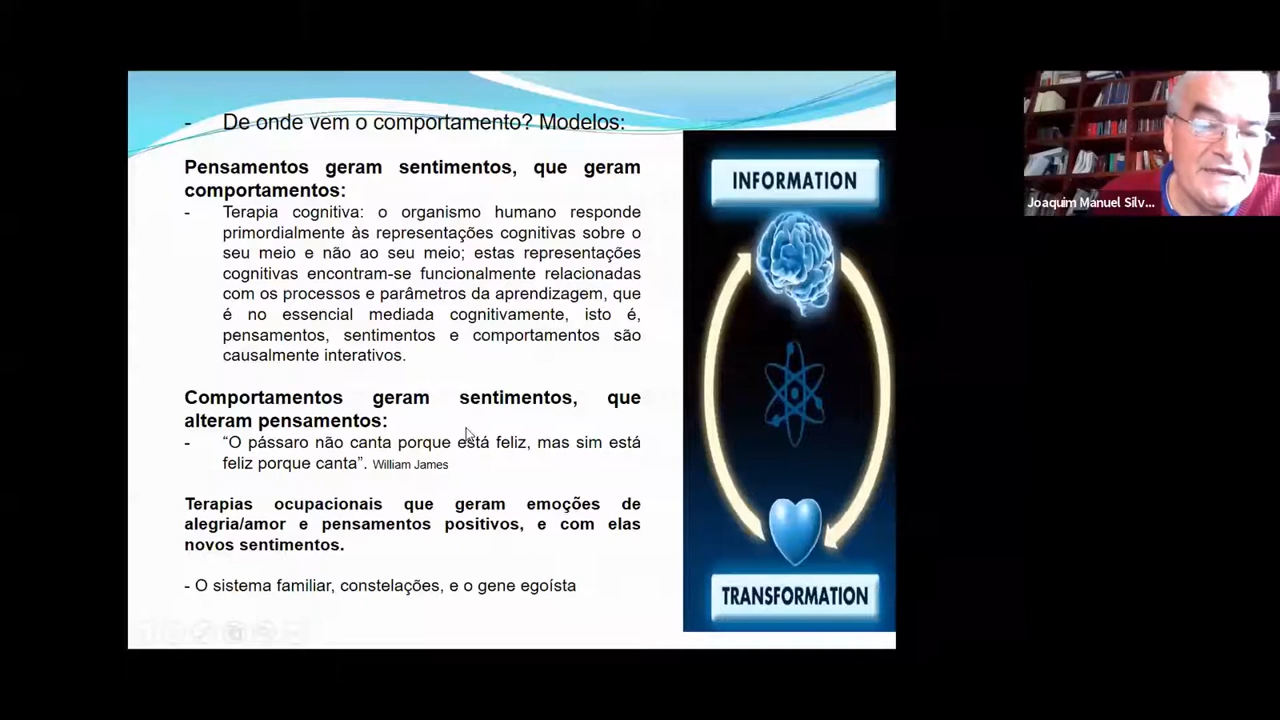 - De onde vem o comportamento? Modelos:
Pensamentos geram sentimentos, que geram
comportamentos:
- Terapia cognitiva: o organismo humano responde
primordialmente às representações cognitivas sobre o
seu meio e não ao seu meio; estas representações
cognitivas encontram-se funcionalmente relacionadas
com os processos e parâmetros da aprendizagem, que
é no essencial mediada cognitivamente, isto é,
pensamentos, sentimentos e comportamentos são
causalmente interativos.
Comportamentos geram sentimentos, que
alteram pensamentos:
- “O pássaro não canta porque está feliz, mas sim está
feliz porque canta”. William James
Terapias ocupacionais que geram emoções de
alegria/amor e pensamentos positivos, e com elas
novos sentimentos.
- O sistema familiar, constelações, e o gene egoísta
INFORMATION
TRANSFORMATION
Joaquim Manuel Silv...